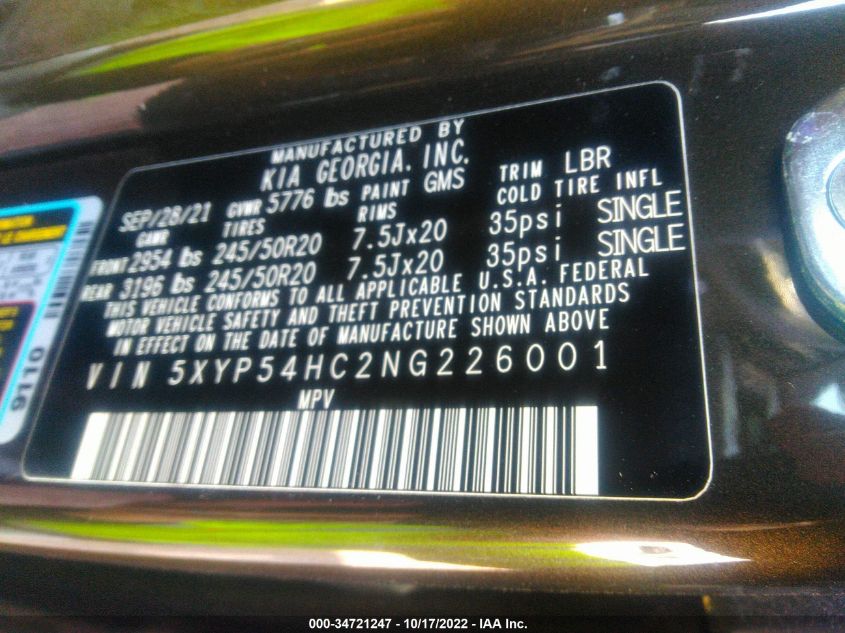 MANUFACTURED BY
KIA GEORGIA. INC.
SEP/28/21 GVWR 5776 lbs PAINT GMS TRIM LBR
GAWR TIRES RIMS COLD TIRE INFL
FRONT 2954 lbs 245/50R20 7.5Jx20 35psi SINGLE
REAR 3196 lbs 245/50R20 7.5Jx20 35psi SINGLE
THIS VEHICLE CONFORMS TO ALL APPLICABLE U.S.A. FEDERAL
MOTOR VEHICLE SAFETY AND THEFT PREVENTION STANDARDS
IN EFFECT ON THE DATE OF MANUFACTURE SHOWN ABOVE
VIN 5XYP54HC2NG226001
MPV
9110
000-34721247 - 10/17/2022 - IAA Inc.